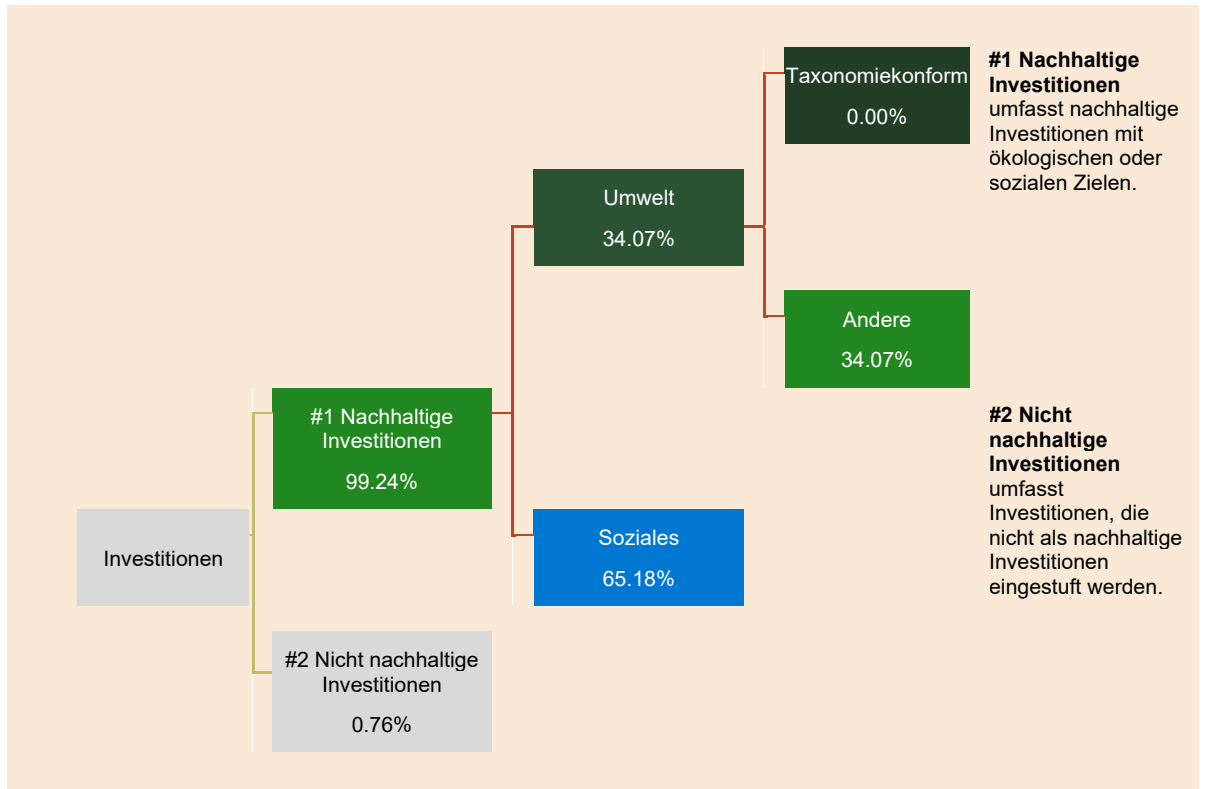 Taxonomiekonform
0.00%
Umwelt
34.07%
Andere
34.07%
#1 Nachhaltige
Investitionen
99.24%
Soziales
65.18%
Investitionen
#2 Nicht nachhaltige
Investitionen
0.76%
#1 Nachhaltige
Investitionen
umfasst nachhaltige
Investitionen mit
ökologischen oder
sozialen Zielen.
#2 Nicht
nachhaltige
Investitionen
umfasst
Investitionen, die
nicht als nachhaltige
Investitionen
eingestuft werden.